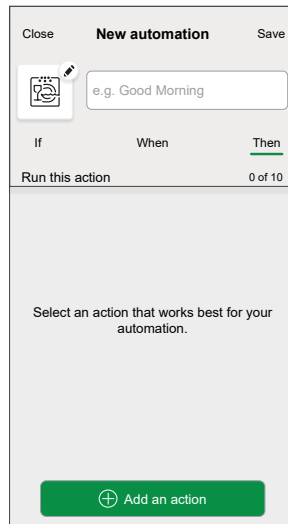 Close New automation Save
e.g. Good Morning
If When Then
Run this action 0 of 10
Select an action that works best for your
automation.
Add an action